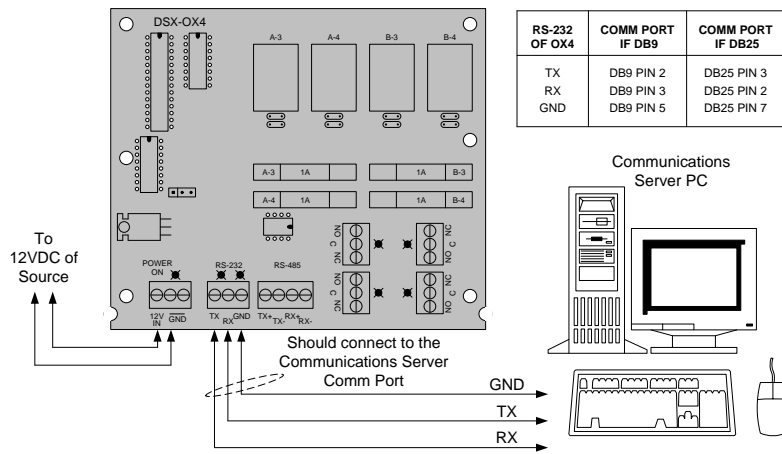 DSX-OX4
A-3 A-4 B-3 B-4
A-3 1A 1A B-3
A-4 1A 1A B-4
NO C NC NC C NO
NO C NC NC C NO
POWER ON
RS-232 RS-485
12V IN GND TX RX GND TX+ TX- RX+ RX-
To
12VDC of
Source
Should connect to the
Communications Server
Comm Port
GND
TX
RX
RS-232 OF OX4 COMM PORT IF DB9 COMM PORT IF DB25
TX DB9 PIN 2 DB25 PIN 3
RX DB9 PIN 3 DB25 PIN 2
GND DB9 PIN 5 DB25 PIN 7
Communications
Server PC